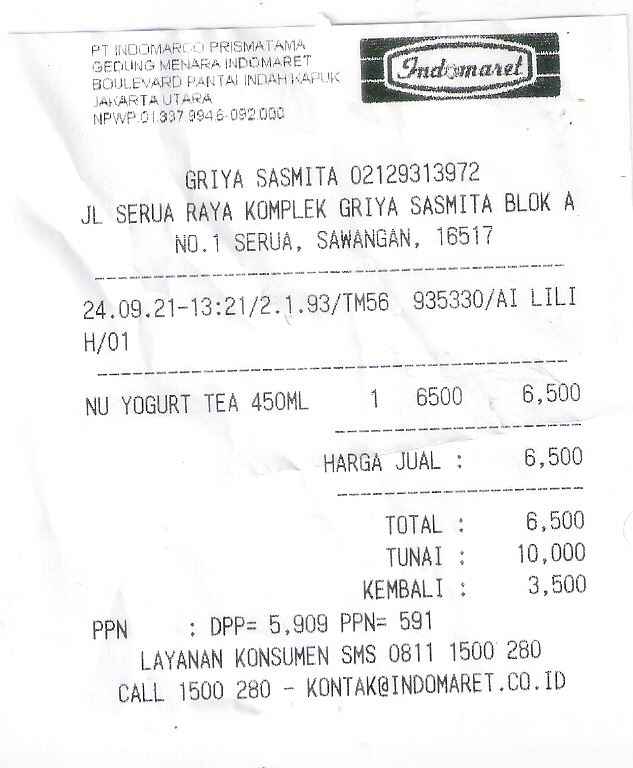 PT INDOMARCO PRISMATAMA
GEDUNG MENARA INDOMARET
BOULEVARD PANTAI INDAH KAPUK
JAKARTA UTARA
NPWP:01.337.9946-092.000
Indomaret
GRIYA SASMITA 02129313972
JL SERUA RAYA KOMPLEK GRIYA SASMITA BLOK A
NO.1 SERUA, SAWANGAN, 16517
24.09.21-13:21/2.1.93/TM56 935330/AI LILI
H/01
NU YOGURT TEA 450ML 1 6500 6,500
HARGA JUAL : 6,500
TOTAL : 6,500
TUNAI : 10,000
KEMBALI : 3,500
PPN : DPP= 5,909 PPN= 591
LAYANAN KONSUMEN SMS 0811 1500 280
CALL 1500 280 - KONTAK@INDOMARET.CO.ID